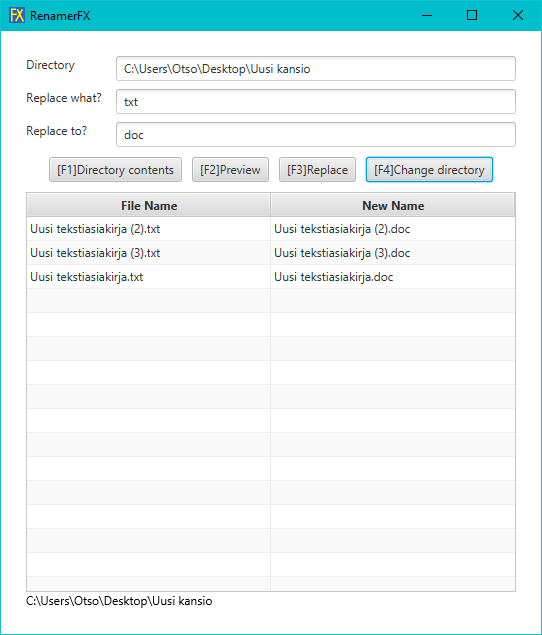 FX RenamerFX
Directory C:\Users\Otso\Desktop\Uusi kansio
Replace what? txt
Replace to? doc
[F1]Directory contents [F2]Preview [F3]Replace [F4]Change directory
File Name New Name
Uusi tekstiasiakirja (2).txt Uusi tekstiasiakirja (2).doc
Uusi tekstiasiakirja (3).txt Uusi tekstiasiakirja (3).doc
Uusi tekstiasiakirja.txt Uusi tekstiasiakirja.doc
C:\Users\Otso\Desktop\Uusi kansio